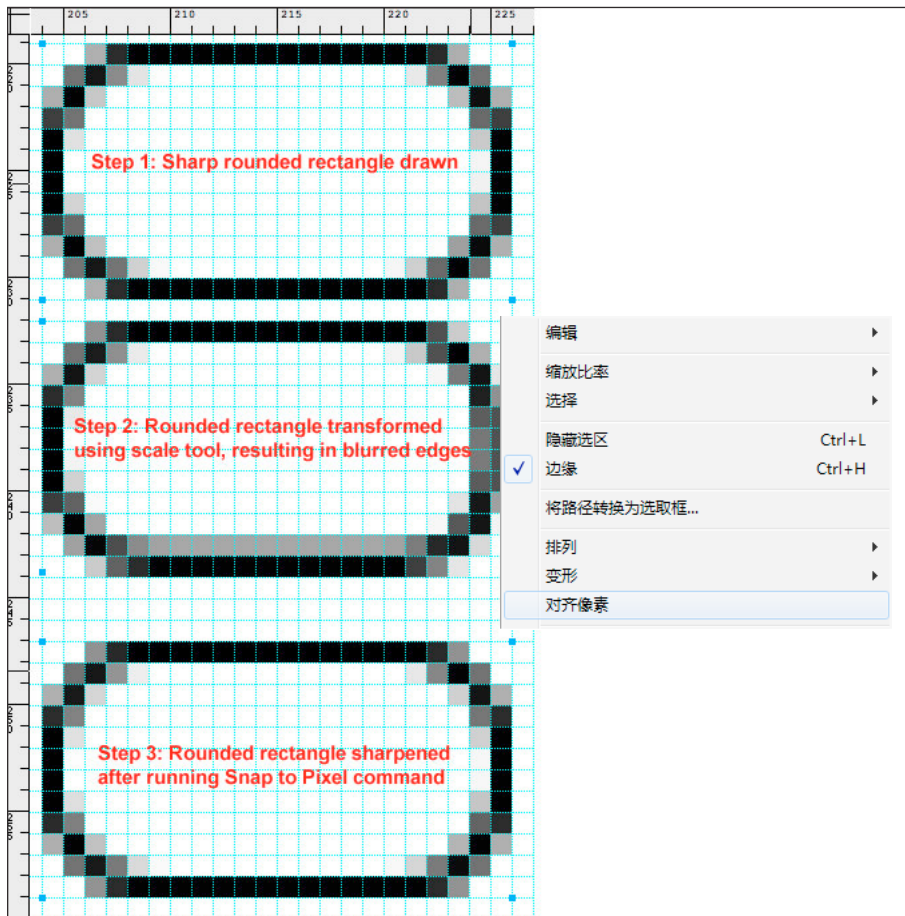 205 210 215 220 225
Step 1: Sharp rounded rectangle drawn
Step 2: Rounded rectangle transformed
using scale tool, resulting in blurred edges
编辑
缩放比率
选择
隐藏选区 Ctrl+L
边缘 Ctrl+H
将路径转换为选取框...
排列
变形
对齐像素
Step 3: Rounded rectangle sharpened
after running Snap to Pixel command